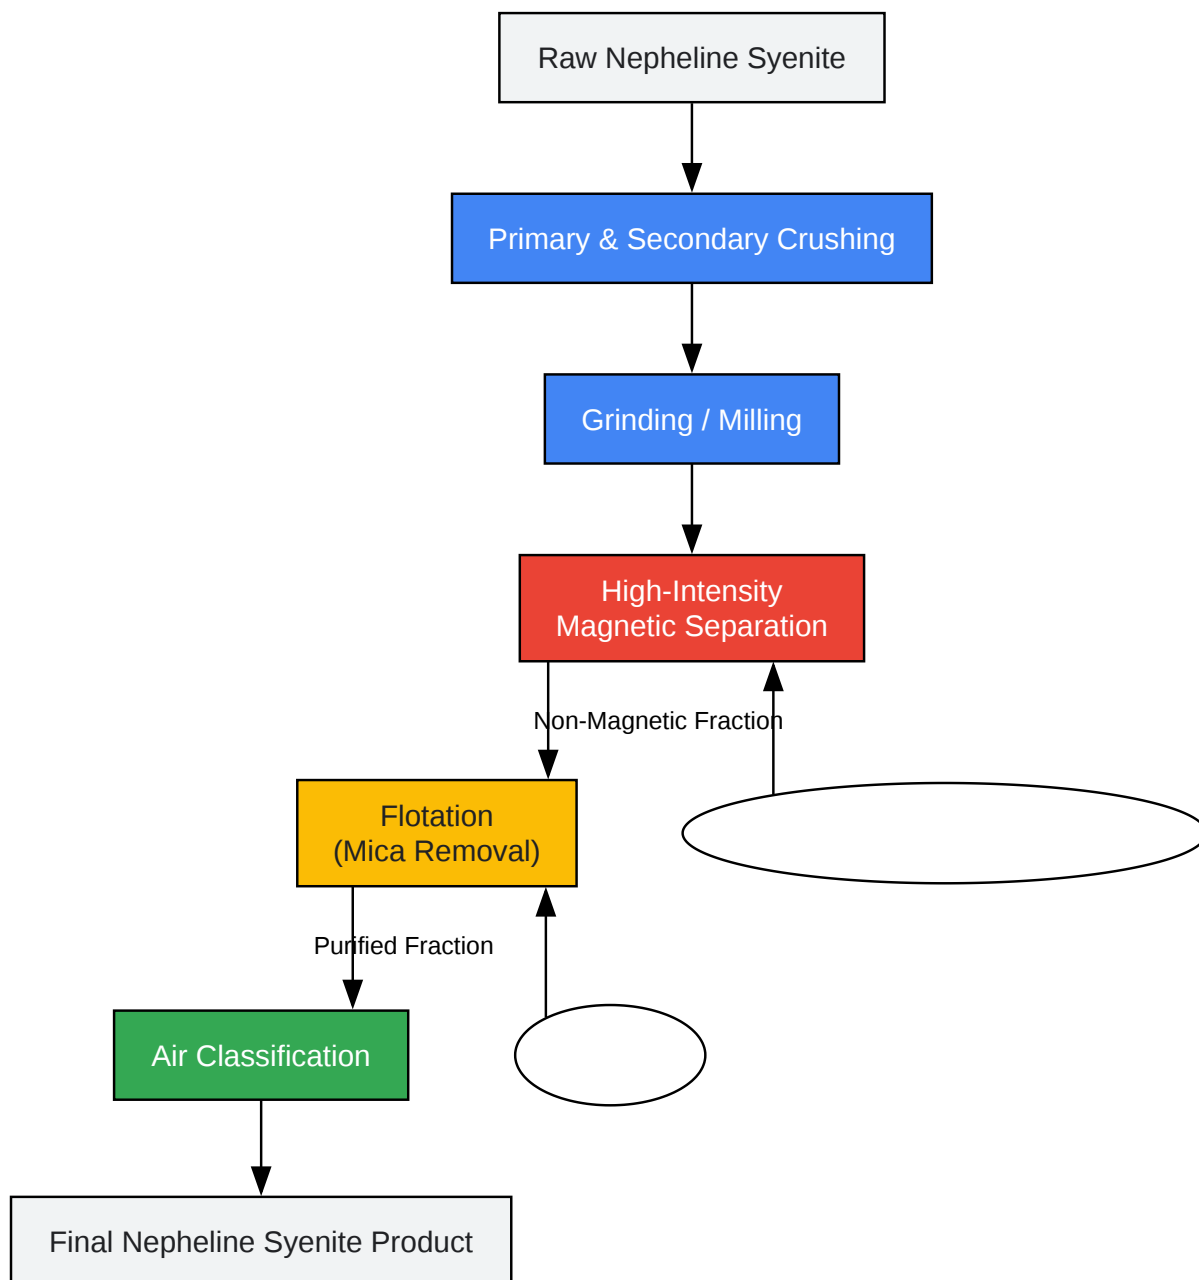 Raw Nepheline Syenite
Primary & Secondary Crushing
Grinding / Milling
High-Intensity
Magnetic Separation
Non-Magnetic Fraction
Flotation
(Mica Removal)
Purified Fraction
Air Classification
Final Nepheline Syenite Product